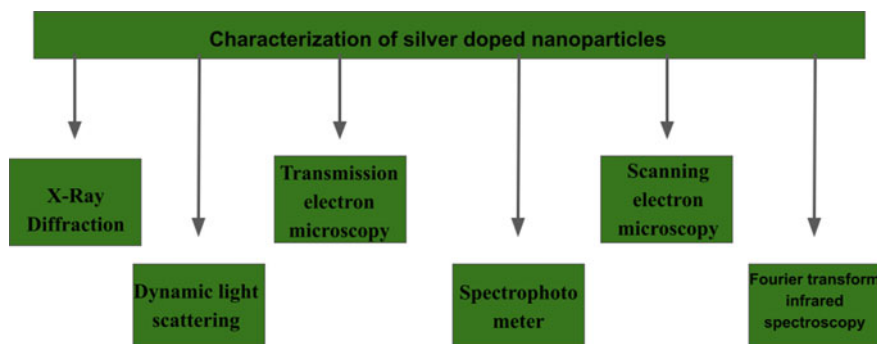 Characterization of silver doped nanoparticles
X-Ray
Diffraction
Dynamic light
scattering
Transmission
electron
microscopy
Spectrophoto
meter
Scanning
electron
microscopy
Fourier transform
infrared
spectroscopy